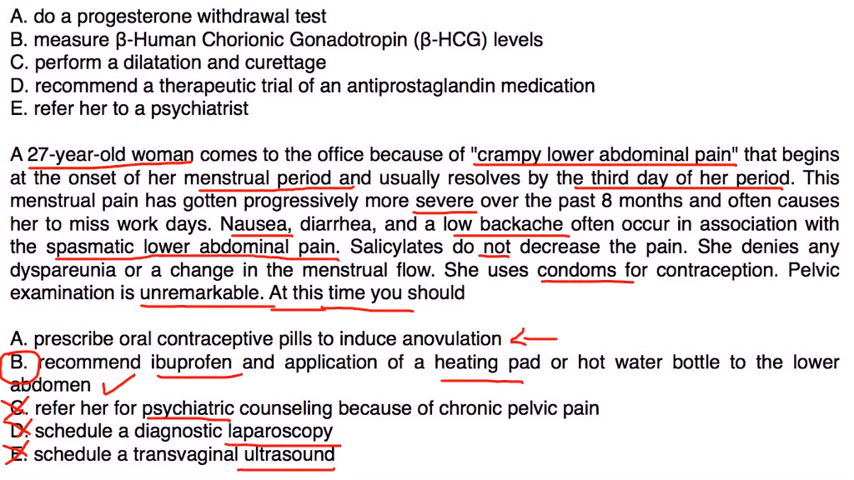 A. do a progesterone withdrawal test
B. measure β-Human Chorionic Gonadotropin (β-HCG) levels
C. perform a dilatation and curettage
D. recommend a therapeutic trial of an antiprostaglandin medication
E. refer her to a psychiatrist
A 27-year-old woman comes to the office because of "crampy lower abdominal pain" that begins
at the onset of her menstrual period and usually resolves by the third day of her period. This
menstrual pain has gotten progressively more severe over the past 8 months and often causes
her to miss work days. Nausea, diarrhea, and a low backache often occur in association with
the spasmatic lower abdominal pain. Salicylates do not decrease the pain. She denies any
dyspareunia or a change in the menstrual flow. She uses condoms for contraception. Pelvic
examination is unremarkable. At this time you should
A. prescribe oral contraceptive pills to induce anovulation
B. recommend ibuprofen and application of a heating pad or hot water bottle to the lower
abdomen
C. refer her for psychiatric counseling because of chronic pelvic pain
D. schedule a diagnostic laparoscopy
E. schedule a transvaginal ultrasound